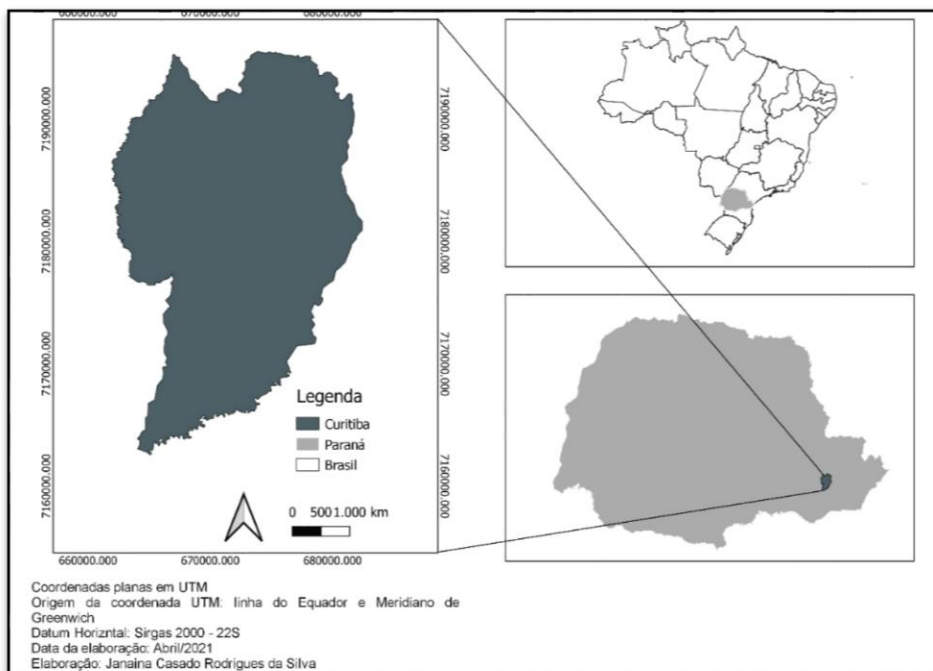 660000.000 670000.000 680000.000
7190000.000
7180000.000
7170000.000
7160000.000
7190000.000
7180000.000
7170000.000
7160000.000
Legenda
Curitiba
Paraná
Brasil
0 5001.000 km
660000.000 670000.000 680000.000
Coordenadas planas em UTM
Origem da coordenada UTM: linha do Equador e Meridiano de
Greenwich
Datum Horizntal: Sirgas 2000 - 22S
Data da elaboração: Abril/2021
Elaboração: Janaina Casado Rodrigues da Silva